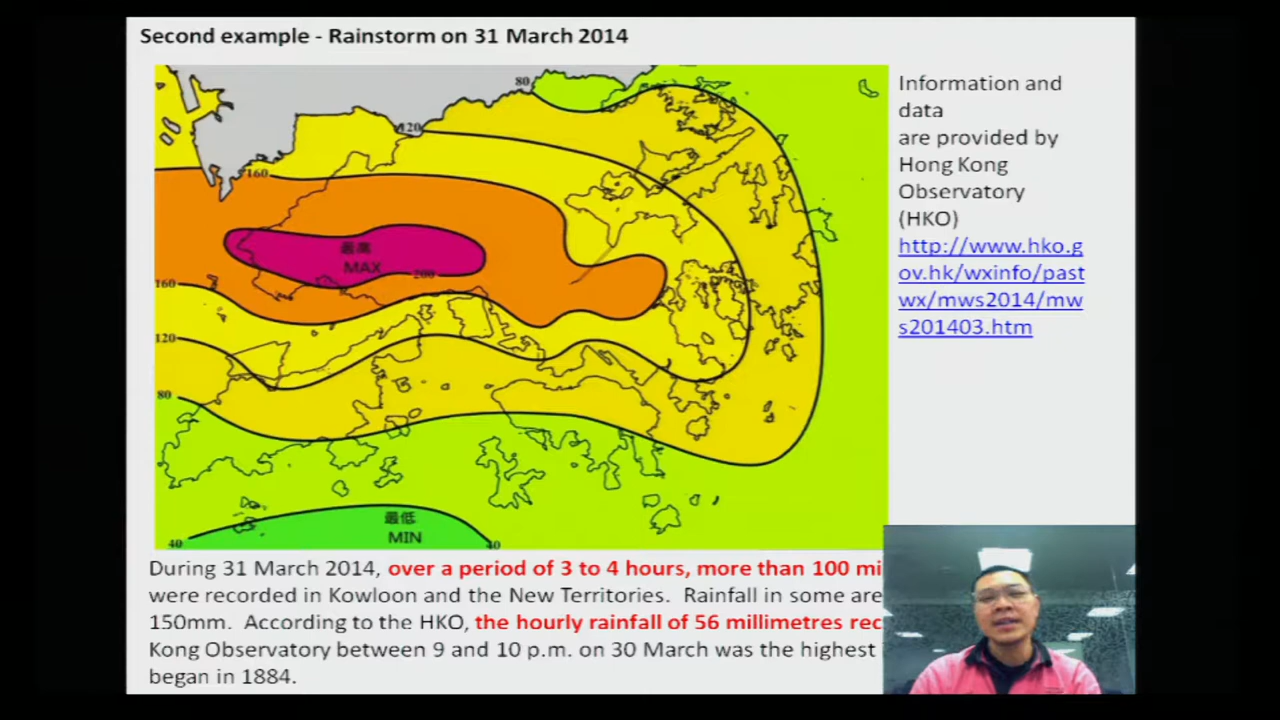 Second example - Rainstorm on 31 March 2014
80
120
160
最高
MAX
200
160
120
80
最低
MIN
40
40
Information and
data
are provided by
Hong Kong
Observatory
(HKO)
http://www.hko.g
ov.hk/wxinfo/past
wx/mws2014/mw
s201403.htm
During 31 March 2014, over a period of 3 to 4 hours, more than 100 mi
were recorded in Kowloon and the New Territories. Rainfall in some are
150mm. According to the HKO, the hourly rainfall of 56 millimetres rec
Kong Observatory between 9 and 10 p.m. on 30 March was the highest
began in 1884.